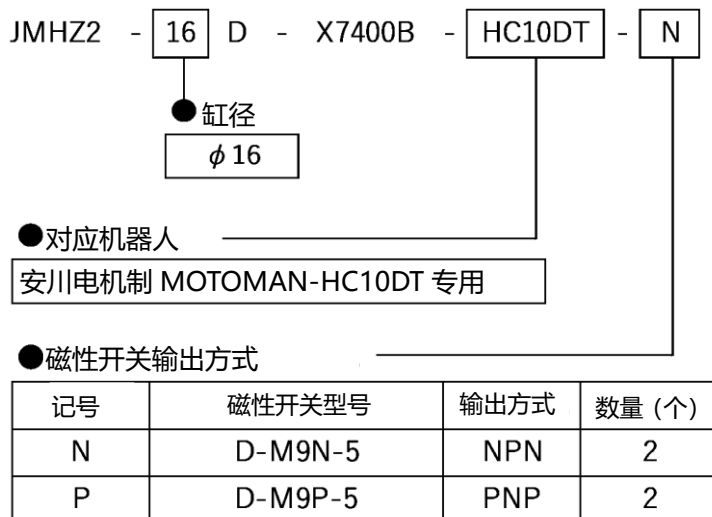 JMHZ2 - 16 D - X7400B - HC10DT - N
●缸径
ϕ16
●对应机器人
安川电机制 MOTOMAN-HC10DT 专用
●磁性开关输出方式
记号 磁性开关型号 输出方式 数量（个）
N D-M9N-5 NPN 2
P D-M9P-5 PNP 2